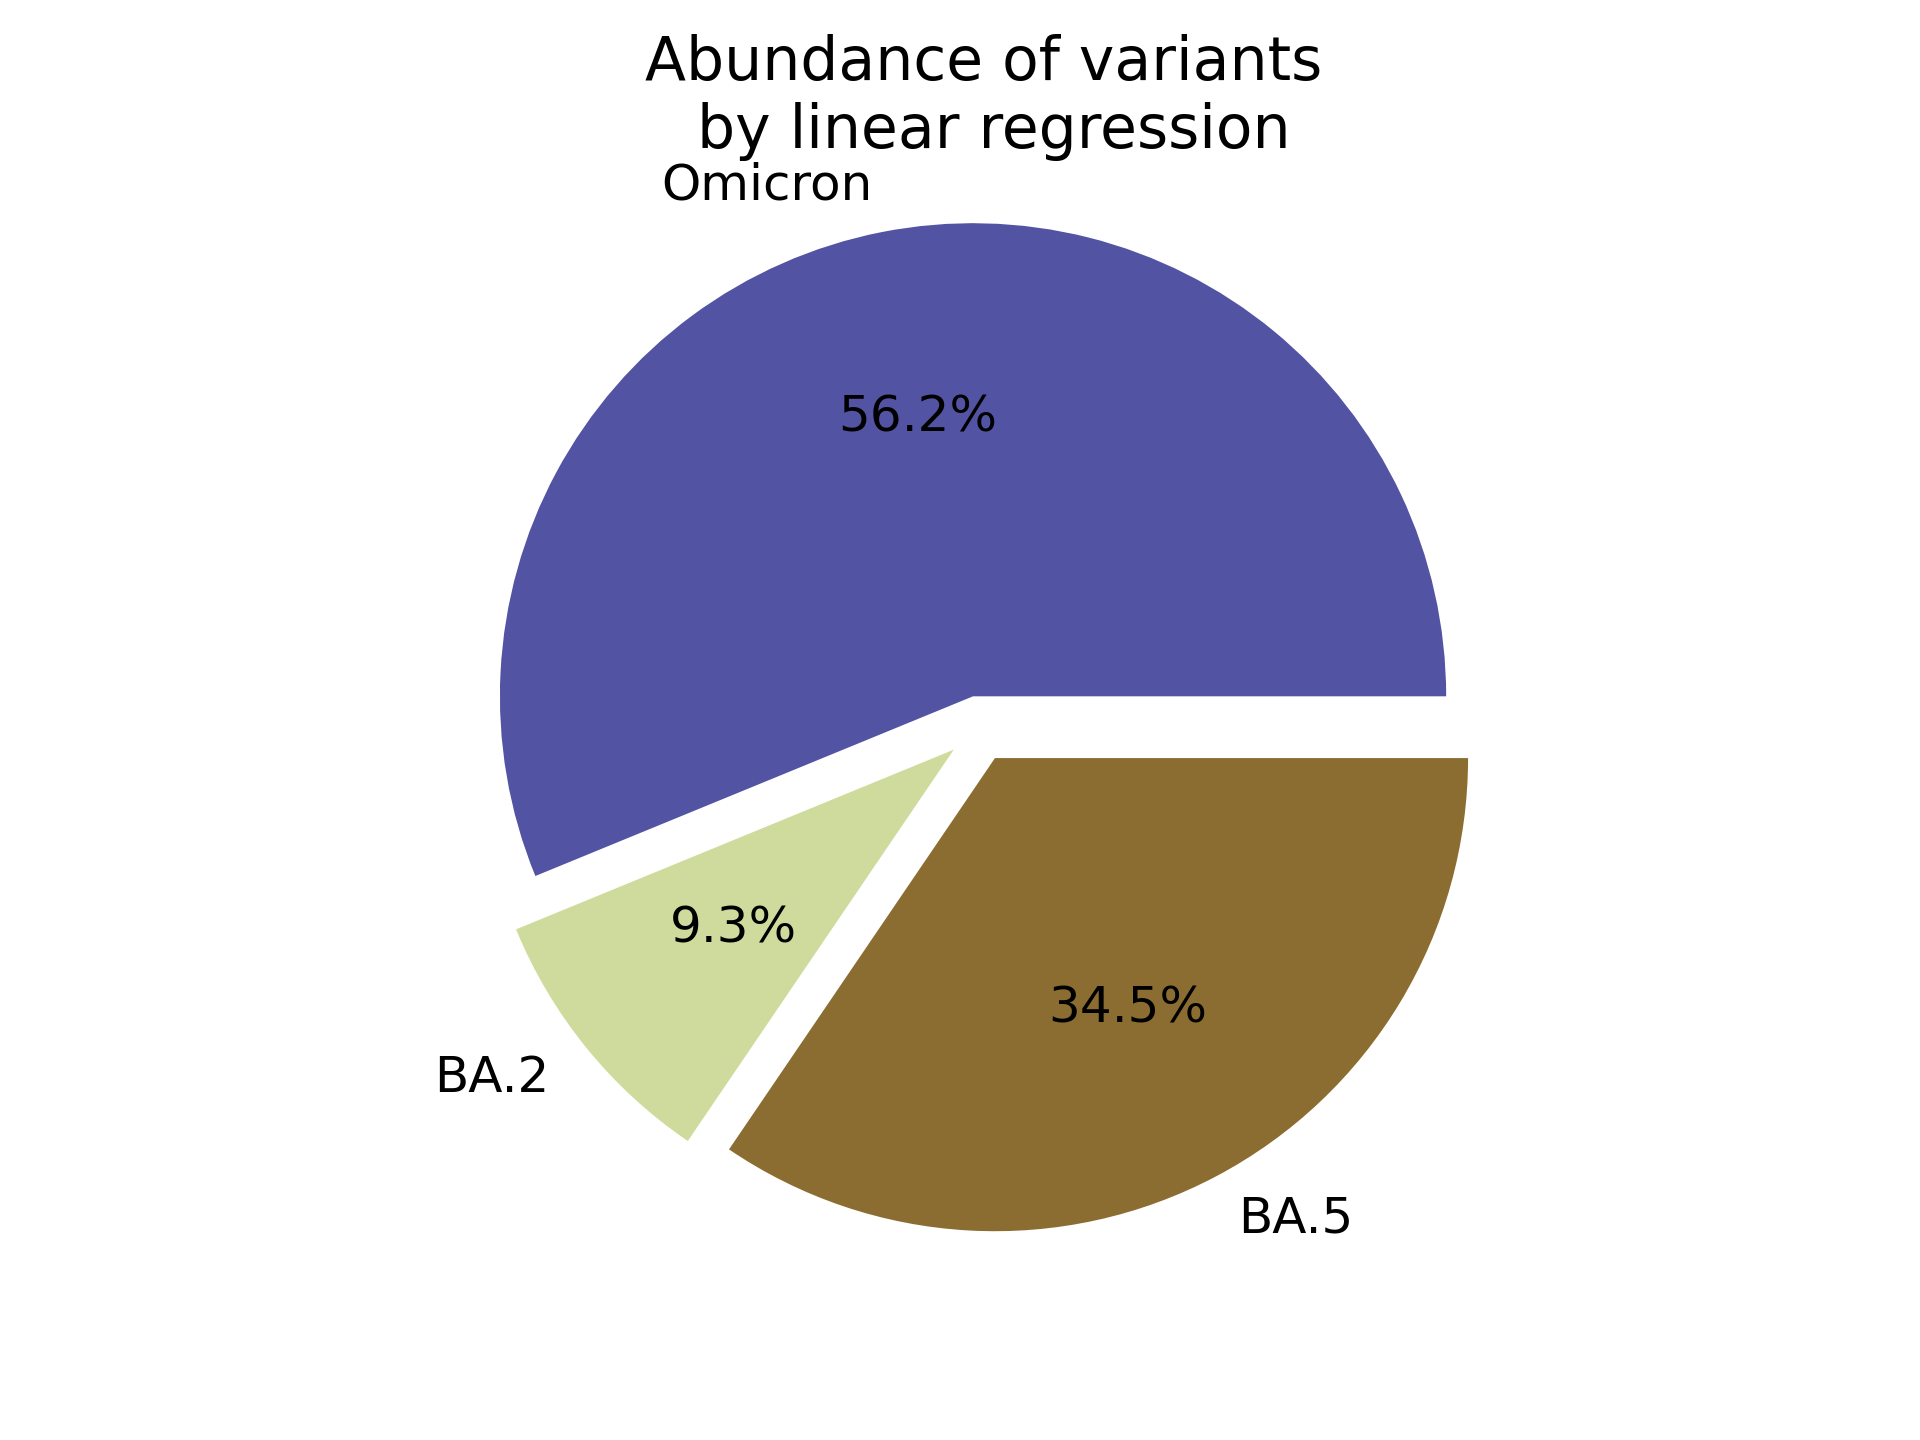 Abundance of variants
by linear regression
Omicron
56.2%
9.3%
34.5%
BA.2
BA.5